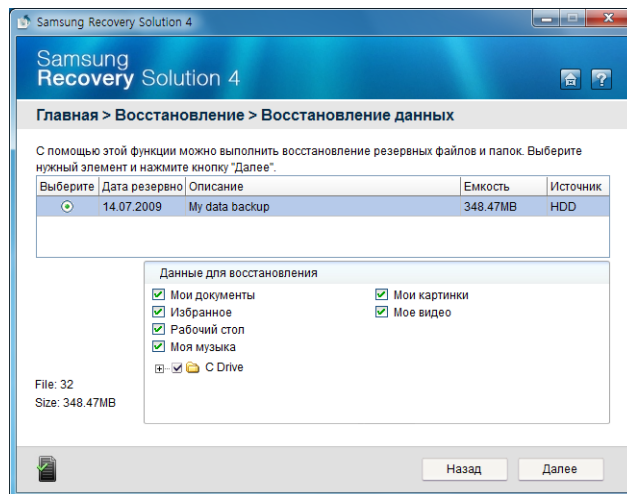 Samsung Recovery Solution 4
Samsung
Recovery Solution 4
Главная > Восстановление > Восстановление данных
С помощью этой функции можно выполнить восстановление резервных файлов и папок. Выберите
нужный элемент и нажмите кнопку "Далее".
Выберите Дата резервно Описание Емкость Источник
14.07.2009 My data backup 348.47MB HDD
Данные для восстановления
Мои документы Мои картинки
Избранное Мое видео
Рабочий стол
Моя музыка
C Drive
File: 32
Size: 348.47MB
Назад Далее